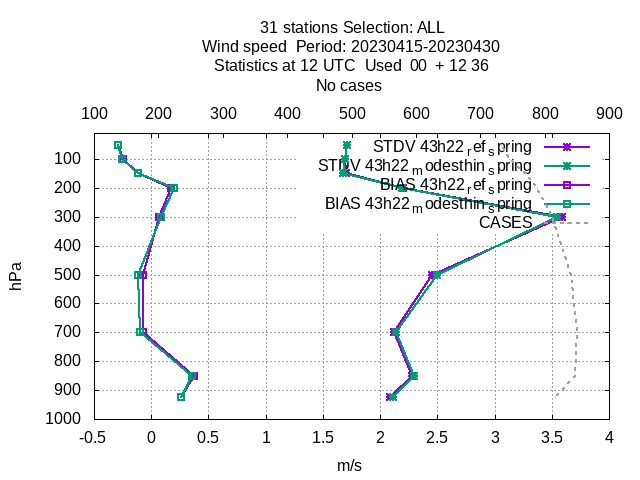 31 stations Selection: ALL
Wind speed  Period: 20230415-20230430
Statistics at 12 UTC  Used  00  + 12 36
No cases
100 200 300 400 500 600 700 800 900
STDV 43h22_ref_spring
STDV 43h22_modesthin_spring
BIAS 43h22_ref_spring
BIAS 43h22_modesthin_spring
CASES
100
200
300
400
500
600
700
800
900
1000
hPa
-0.5 0 0.5 1 1.5 2 2.5 3 3.5 4
m/s